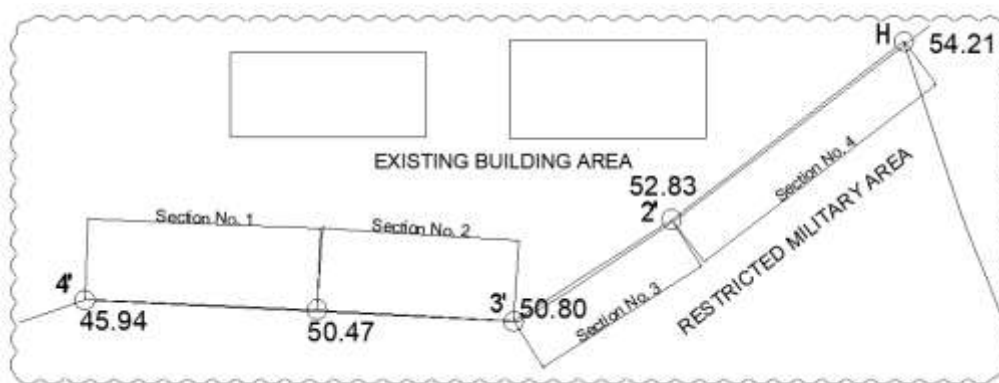 H
54.21
EXISTING BUILDING AREA
Section No. 4
52.83
2'
RESTRICTED MILITARY AREA
Section No. 1
Section No. 2
4'
45.94
50.47
3'
50.80
Section No. 3